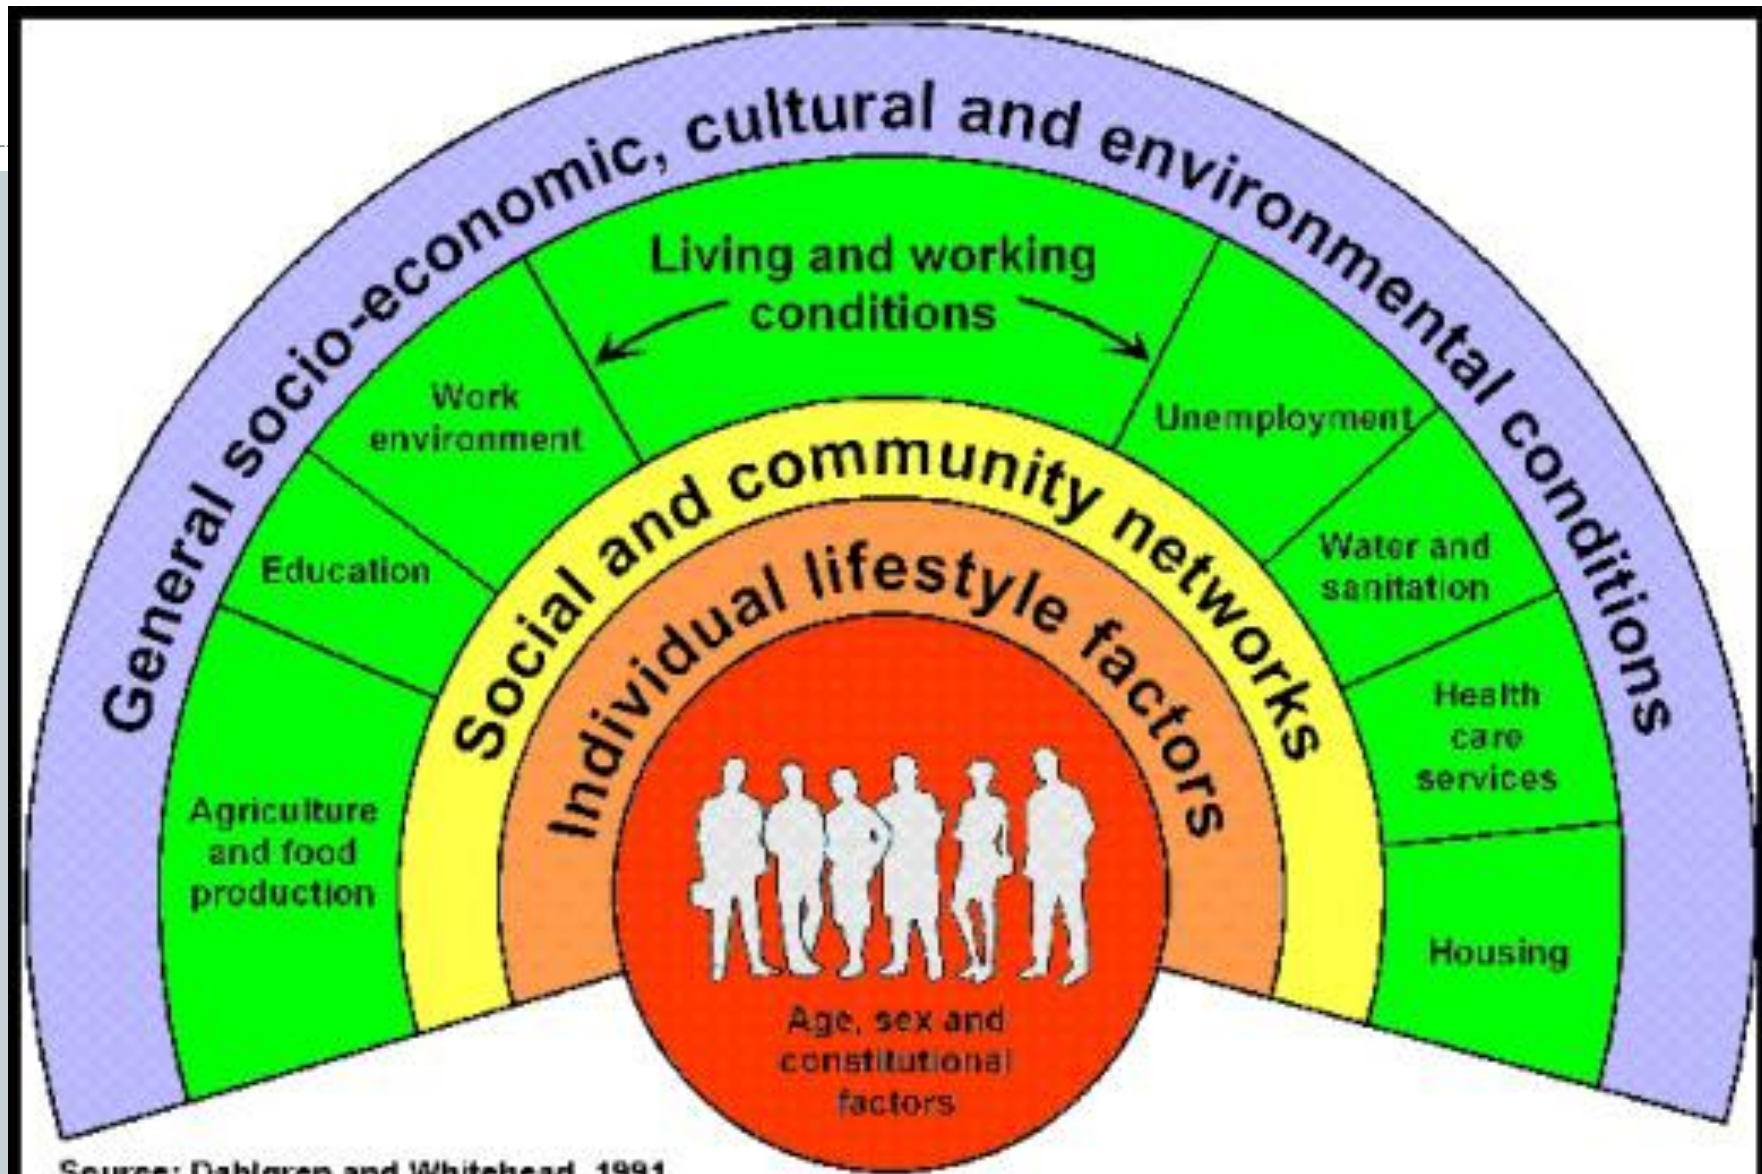 General socio-economic, cultural and environmental conditions
Living and working
conditions
Work
environment
Education
Agriculture
and food
production
Unemployment
Water and
sanitation
Health
care
services
Housing
Social and community networks
Individual lifestyle factors
Age, sex and
constitutional
factors
Source: Dahlgren and Whitehead, 1991